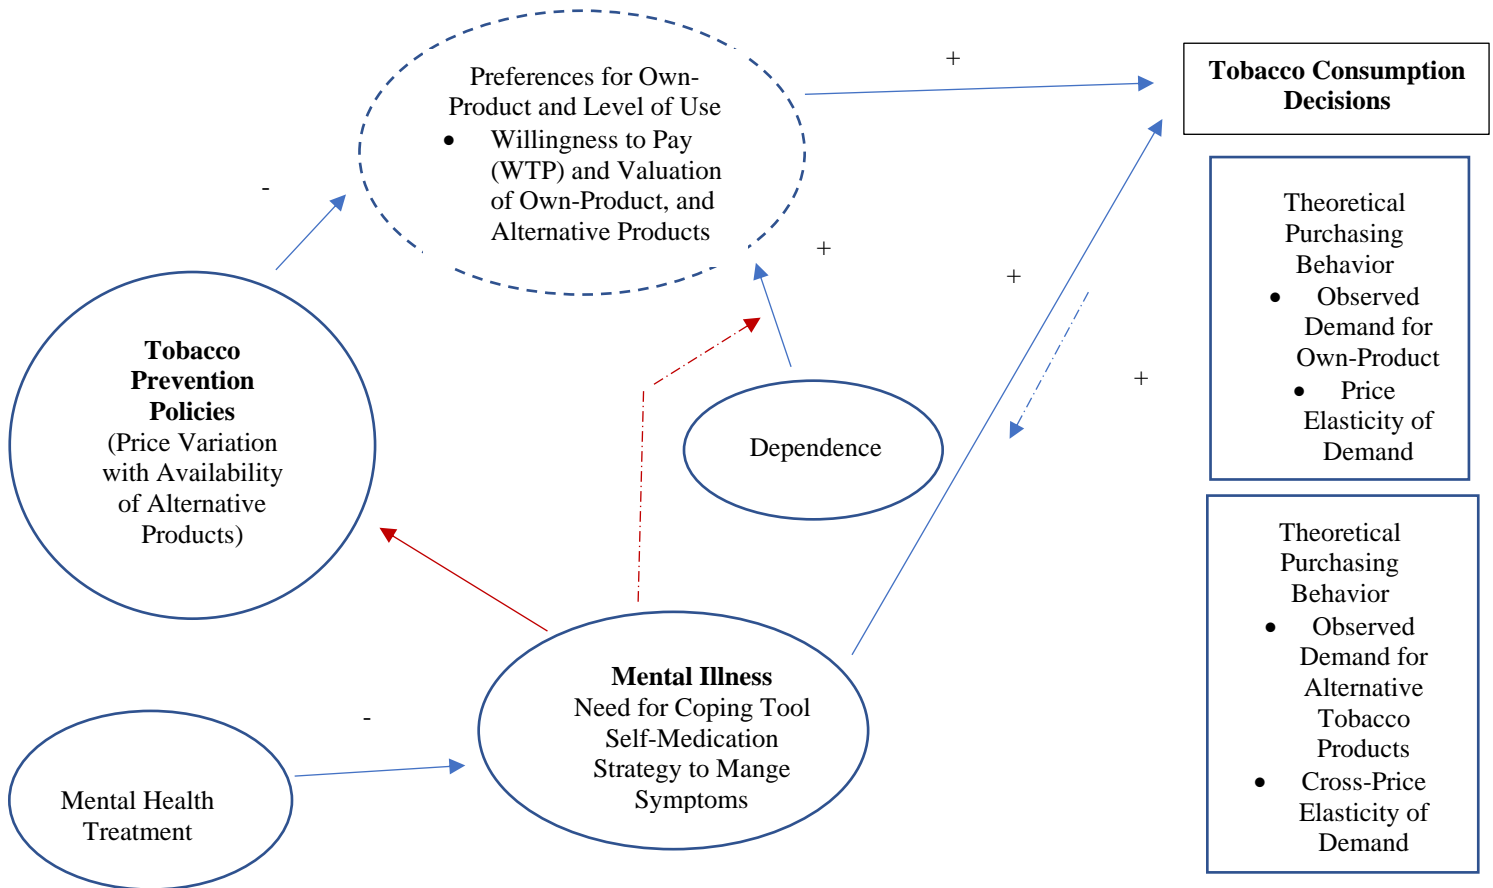 Preferences for Own-
Product and Level of Use
• Willingness to Pay
(WTP) and Valuation
of Own-Product, and
Alternative Products
+
Tobacco Consumption
Decisions
-
+
+
+
Theoretical
Purchasing
Behavior
• Observed
Demand for
Own-Product
• Price
Elasticity of
Demand
Tobacco
Prevention
Policies
(Price Variation
with Availability
of Alternative
Products)
Dependence
Theoretical
Purchasing
Behavior
• Observed
Demand for
Alternative
Tobacco
Products
• Cross-Price
Elasticity of
Demand
Mental Illness
Need for Coping Tool
Self-Medication
Strategy to Mange
Symptoms
-
Mental Health
Treatment